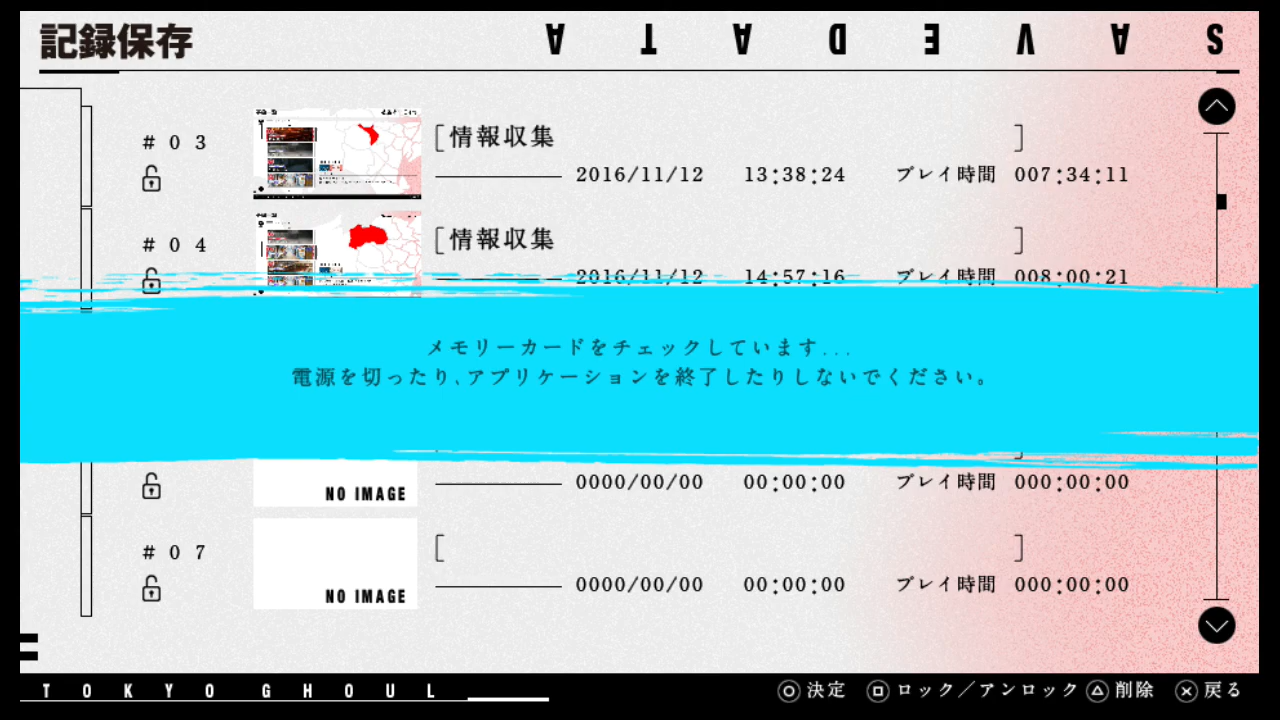 記録保存
SAVEDATA
#03
[情報収集]
2016/11/12 13:38:24 プレイ時間 007:34:11
#04
[情報収集]
2016/11/12 14:57:16 プレイ時間 008:00:21
メモリーカードをチェックしています...
電源を切ったり、アプリケーションを終了したりしないでください。
NO IMAGE
0000/00/00 00:00:00 プレイ時間 000:00:00
#07
[ ]
NO IMAGE
0000/00/00 00:00:00 プレイ時間 000:00:00
TOKYO GHOUL
決定 ロック／アンロック 削除 戻る